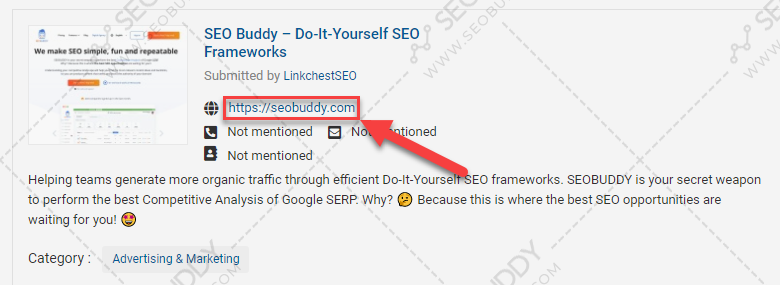 SEO Buddy – Do-It-Yourself SEO
Frameworks
Submitted by LinkchestSEO
We make SEO simple, fun and repeatable
https://seobuddy.com
Not mentioned
Not mentioned
Not mentioned
Helping teams generate more organic traffic through efficient Do-It-Yourself SEO frameworks. SEOBUDDY is your secret weapon
to perform the best Competitive Analysis of Google SERP. Why? 🤔 Because this is where the best SEO opportunities are
waiting for you! 🤩
Category : Advertising & Marketing
SEOBUDDY
WWW.SEOBUDDY.COM